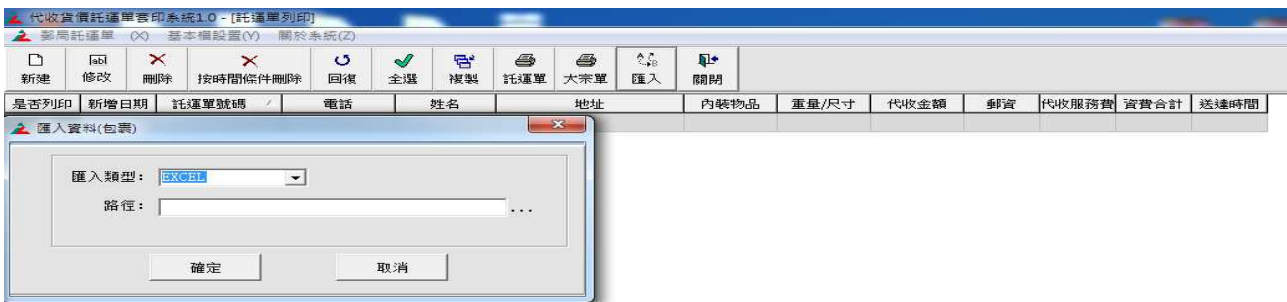 代收貨價託運單套印系統1.0 - [託運單列印]
郵局託運單 (X) 基本檔設置(Y) 關於系統(Z)
新建 修改 刪除 按時間條件刪除 回復 全選 複製 託運單 大宗單 匯入 關閉
是否列印 新增日期 託運單號碼 電話 姓名 地址 內裝物品 重量/尺寸 代收金額 郵資 代收服務費 資費合計 送達時間
匯入資料(包裹)
匯入類型： EXCEL
路徑： ...
確定 取消